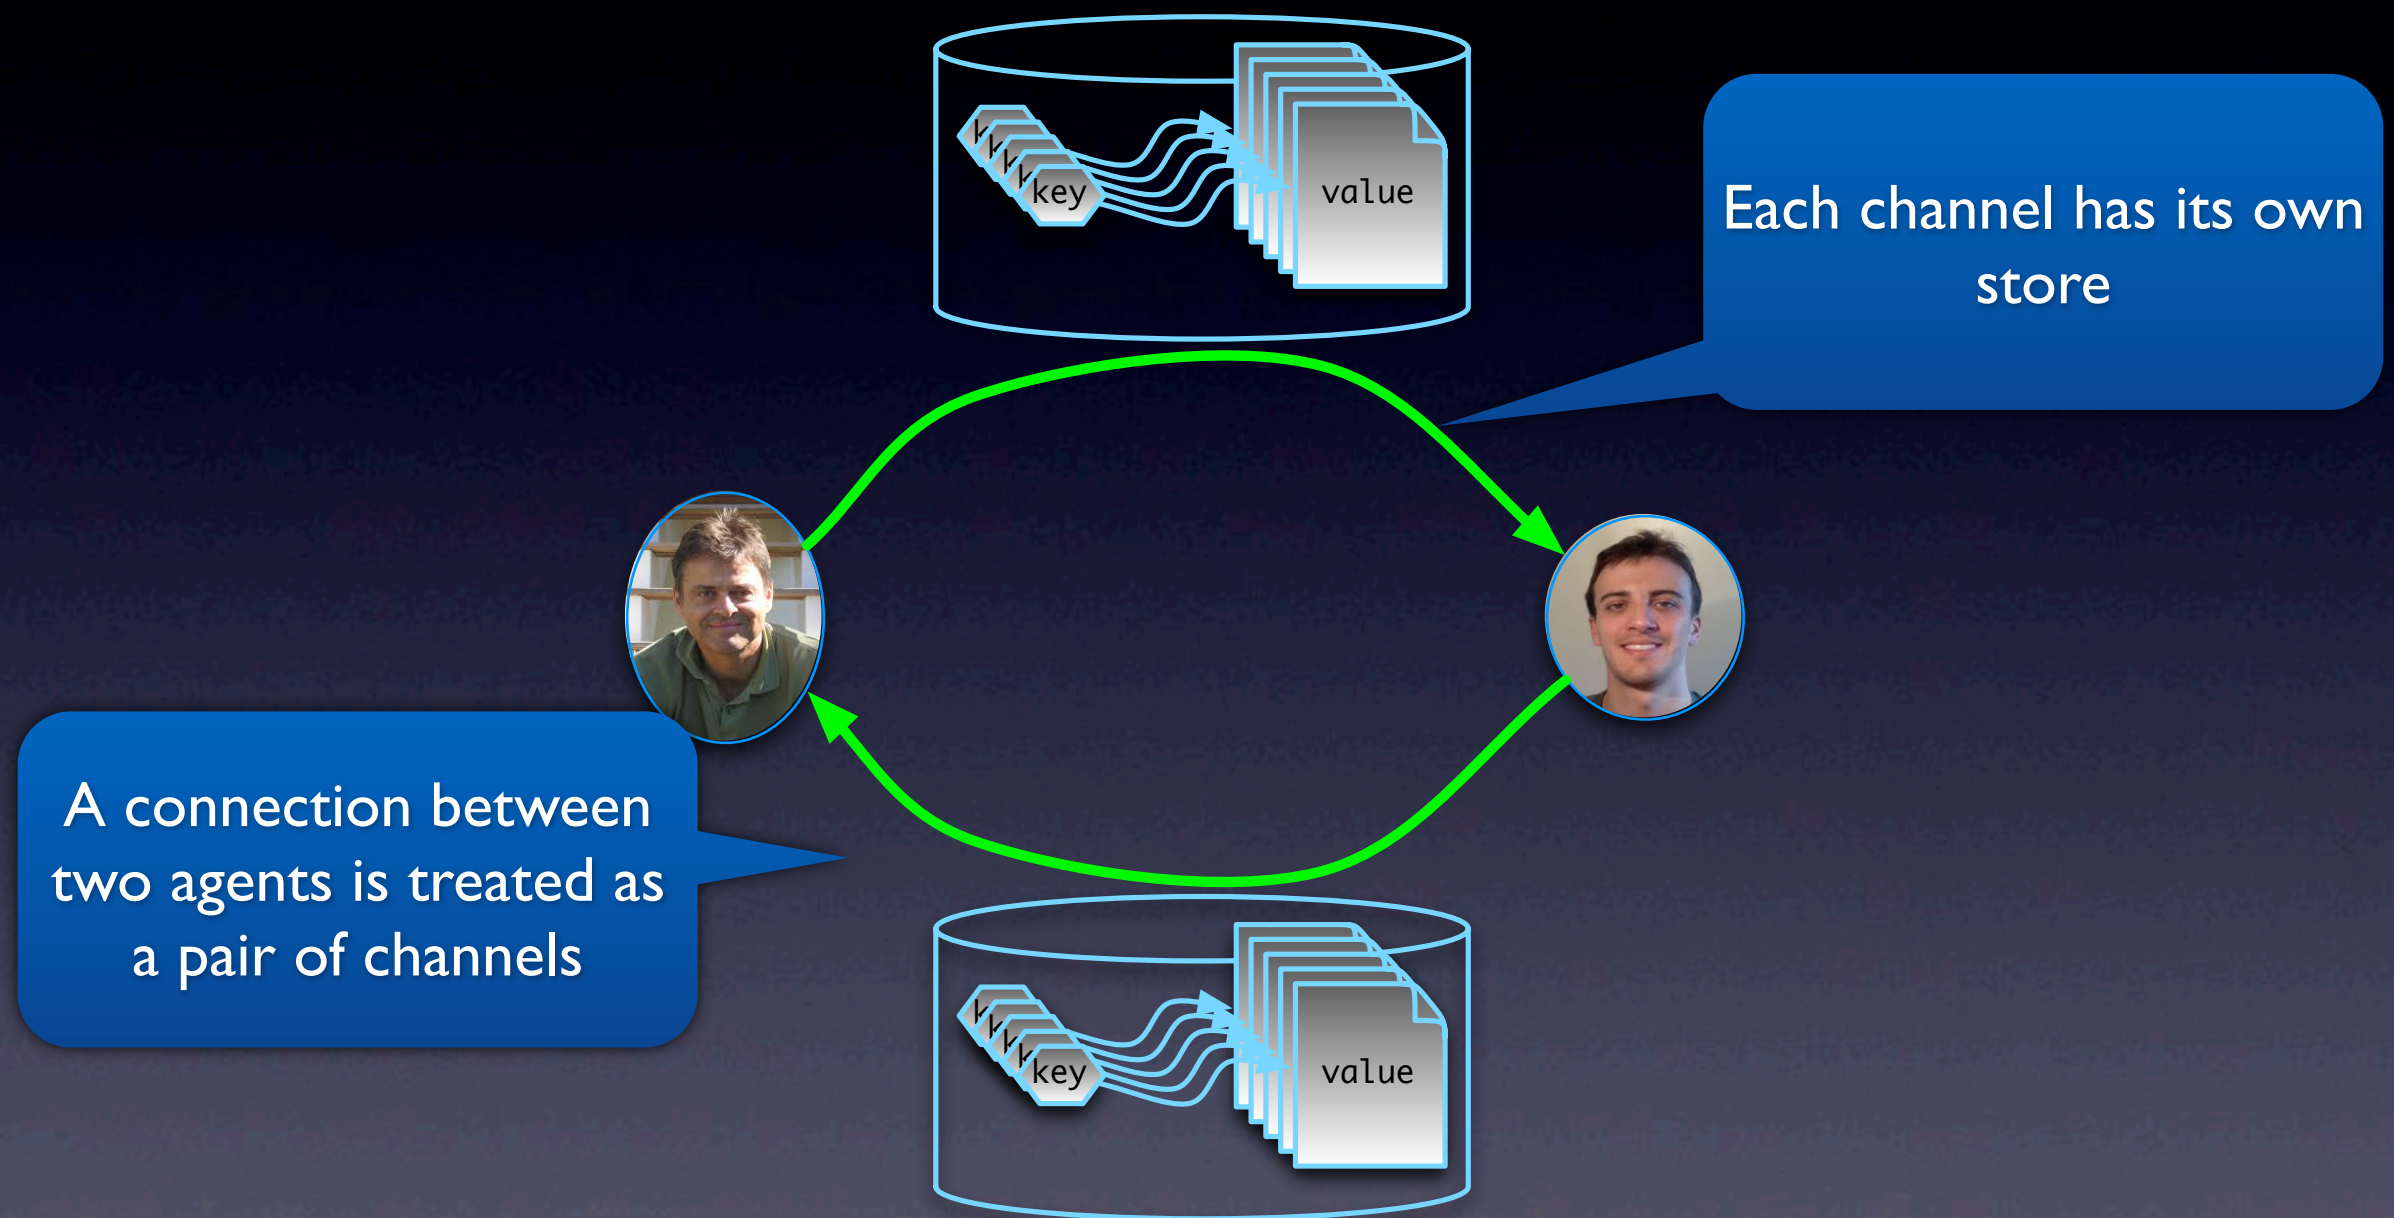 key
value
Each channel has its own
store
A connection between
two agents is treated as
a pair of channels
key
value